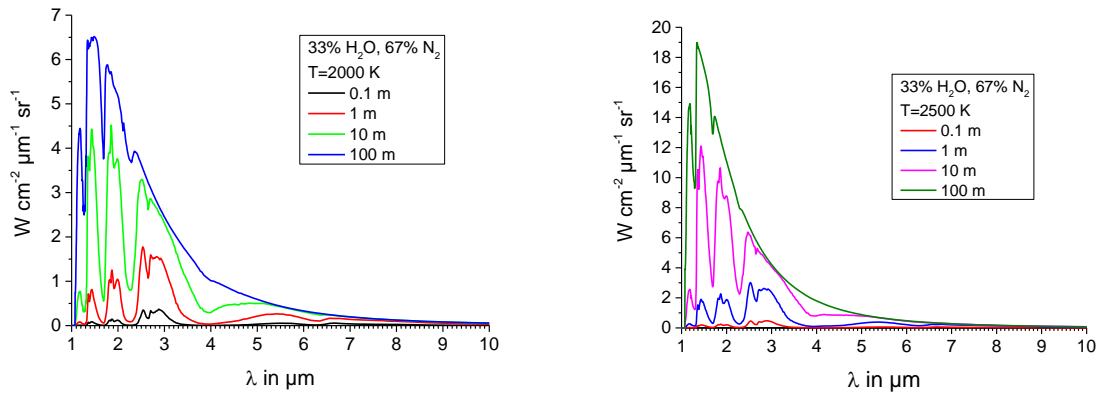 7
6
5
4
3
2
1
0
W cm⁻² µm⁻¹ sr⁻¹
33% H₂O, 67% N₂
T=2000 K
0.1 m
1 m
10 m
100 m
1 2 3 4 5 6 7 8 9 10
λ in µm
20
18
16
14
12
10
8
6
4
2
0
W cm⁻² µm⁻¹ sr⁻¹
33% H₂O, 67% N₂
T=2500 K
0.1 m
1 m
10 m
100 m
1 2 3 4 5 6 7 8 9 10
λ in µm